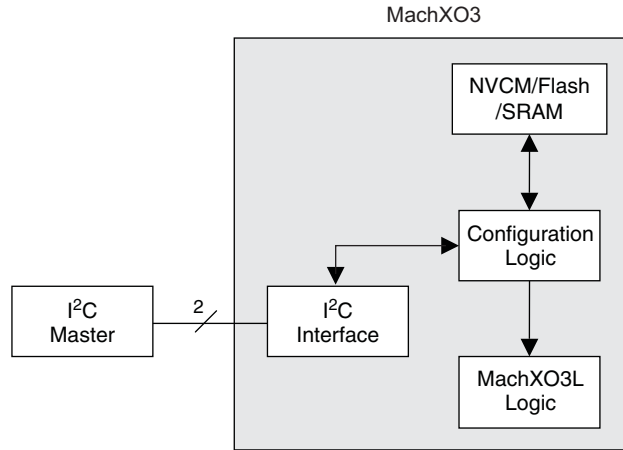 MachXO3
NVCM/Flash
/SRAM
Configuration
Logic
2
I²C
Master
I²C
Interface
MachXO3L
Logic